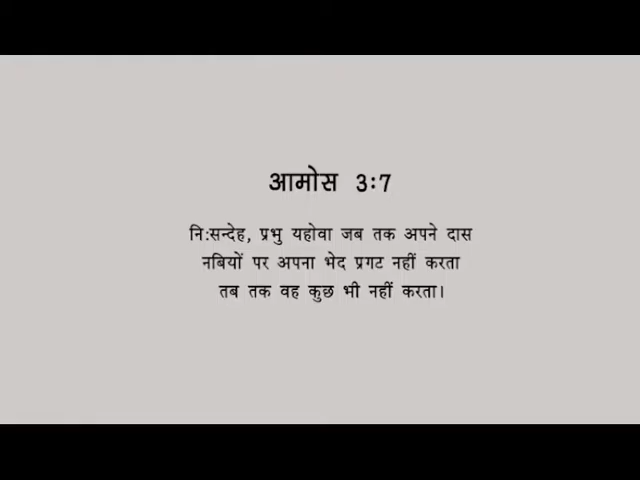 आमोस 3:7
नि:सन्देह, प्रभु यहोवा जब तक अपने दास
नबियों पर अपना भेद प्रगट नहीं करता
तब तक वह कुछ भी नहीं करता।